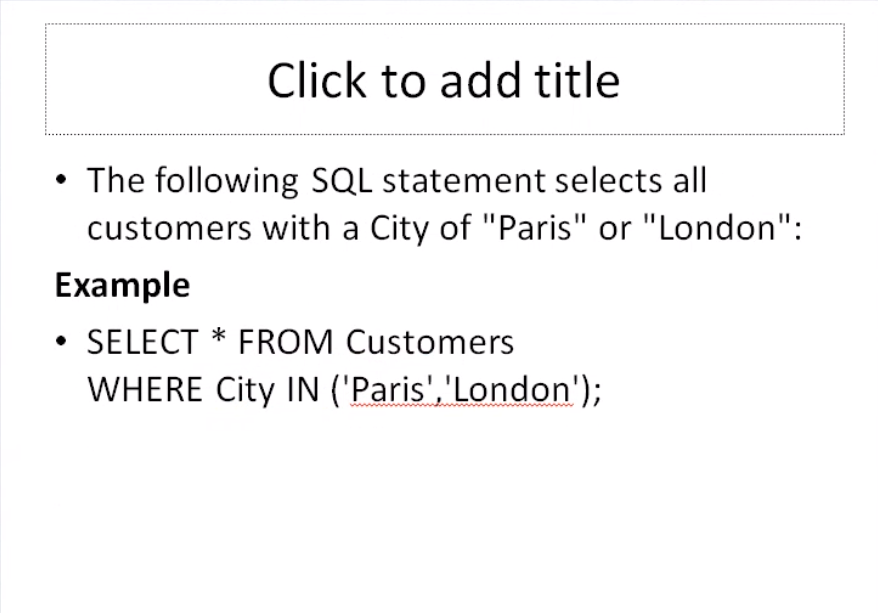 Click to add title
• The following SQL statement selects all
customers with a City of "Paris" or "London":
Example
• SELECT * FROM Customers
WHERE City IN ('Paris','London');